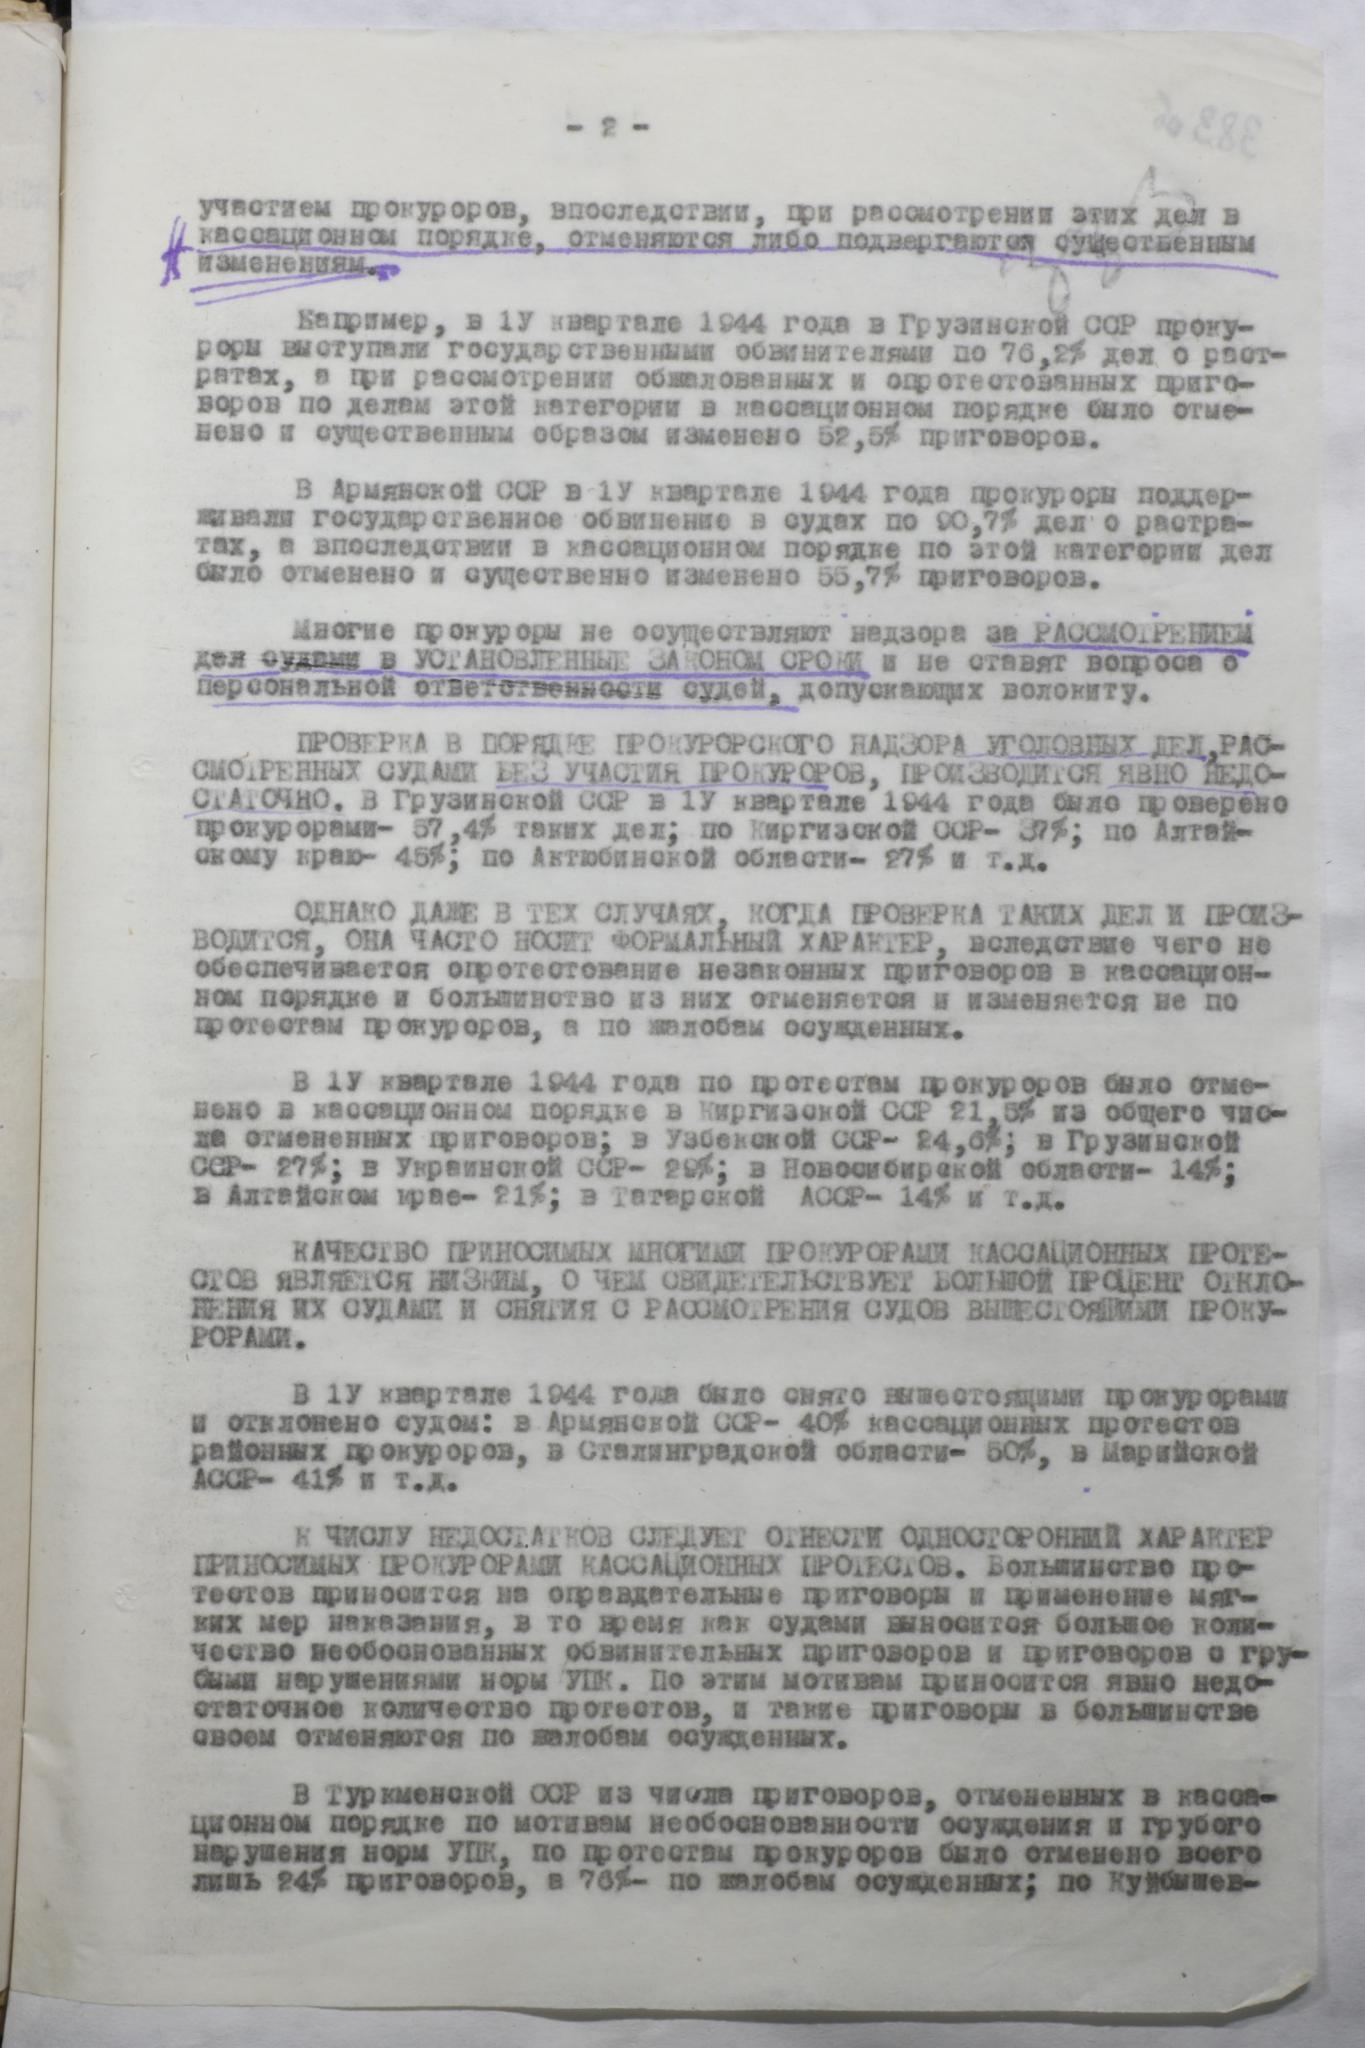 - 2 -
участием прокуроров, впоследствии, при рассмотрении этих дел в
кассационном порядке, отменяются либо подвергаются существенным
изменениям.
Например, в 1У квартале 1944 года в Грузинской ССР проку-
роры выступали государственными обвинителями по 76,2% дел о раст-
ратах, а при рассмотрении обжалованных и опротестованных приго-
воров по делам этой категории в кассационном порядке было отме-
нено и существенным образом изменено 52,5% приговоров.
В Армянской ССР в 1У квартале 1944 года прокуроры поддер-
живали государственное обвинение в судах по 90,7% дел о растра-
тах, а впоследствии в кассационном порядке по этой категории дел
было отменено и существенно изменено 55,7% приговоров.
Многие прокуроры не осуществляют надзора за РАССМОТРЕНИЕМ
дел судами в УСТАНОВЛЕННЫЕ ЗАКОНОМ СРОКИ и не ставят вопроса о
персональной ответственности судей, допускающих волокиту.
ПРОВЕРКА В ПОРЯДКЕ ПРОКУРОРСКОГО НАДЗОРА УГОЛОВНЫХ ДЕЛ,РАС-
СМОТРЕННЫХ СУДАМИ БЕЗ УЧАСТИЯ ПРОКУРОРОВ, ПРОИЗВОДИТСЯ ЯВНО НЕДО-
СТАТОЧНО. В Грузинской ССР в 1У квартале 1944 года было проверено
прокурорами- 57,4% таких дел; по Киргизской ССР- 37%; по Алтай-
скому краю- 45%; по Актюбинской области- 27% и т.д.
ОДНАКО ДАЖЕ В ТЕХ СЛУЧАЯХ, КОГДА ПРОВЕРКА ТАКИХ ДЕЛ И ПРОИЗ-
ВОДИТСЯ, ОНА ЧАСТО НОСИТ ФОРМАЛЬНЫЙ ХАРАКТЕР, вследствие чего не
обеспечивается опротестование незаконных приговоров в кассацион-
ном порядке и большинство из них отменяется и изменяется не по
протестам прокуроров, а по жалобам осужденных.
В 1У квартале 1944 года по протестам прокуроров было отме-
нено в кассационном порядке в Киргизской ССР 21,5% из общего чис-
ла отмененных приговоров; в Узбекской ССР- 24,6%; в Грузинской
ССР- 27%; в Украинской ССР- 29%; в Новосибирской области- 14%;
в Алтайском крае- 21%; в Татарской АССР- 14% и т.д.
КАЧЕСТВО ПРИНОСИМЫХ МНОГИМИ ПРОКУРОРАМИ КАССАЦИОННЫХ ПРОТЕ-
СТОВ ЯВЛЯЕТСЯ НИЗКИМ, О ЧЕМ СВИДЕТЕЛЬСТВУЕТ БОЛЬШОЙ ПРОЦЕНТ ОТКЛО-
НЕНИЯ ИХ СУДАМИ И СНЯТИЯ С РАССМОТРЕНИЯ СУДОВ ВЫШЕСТОЯЩИМИ ПРОКУ-
РОРАМИ.
В 1У квартале 1944 года было снято вышестоящими прокурорами
и отклонено судом: в Армянской ССР- 40% кассационных протестов
районных прокуроров, в Сталинградской области- 50%, в Марийской
АССР- 41% и т.д.
К ЧИСЛУ НЕДОСТАТКОВ СЛЕДУЕТ ОТНЕСТИ ОДНОСТОРОННИЙ ХАРАКТЕР
ПРИНОСИМЫХ ПРОКУРОРАМИ КАССАЦИОННЫХ ПРОТЕСТОВ. Большинство про-
тестов приносится на оправдательные приговоры и применение мяг-
ких мер наказания, в то время как судами выносится большое коли-
чество необоснованных обвинительных приговоров и приговоров с гру-
быми нарушениями норм УПК. По этим мотивам приносится явно недо-
статочное количество протестов, и такие приговоры в большинстве
своем отменяются по жалобам осужденных.
В Туркменской ССР из числа приговоров, отмененных в касса-
ционном порядке по мотивам необоснованности осуждения и грубого
нарушения норм УПК, по протестам прокуроров было отменено всего
лишь 24% приговоров, а 76%- по жалобам осужденных; по Куйбышев-